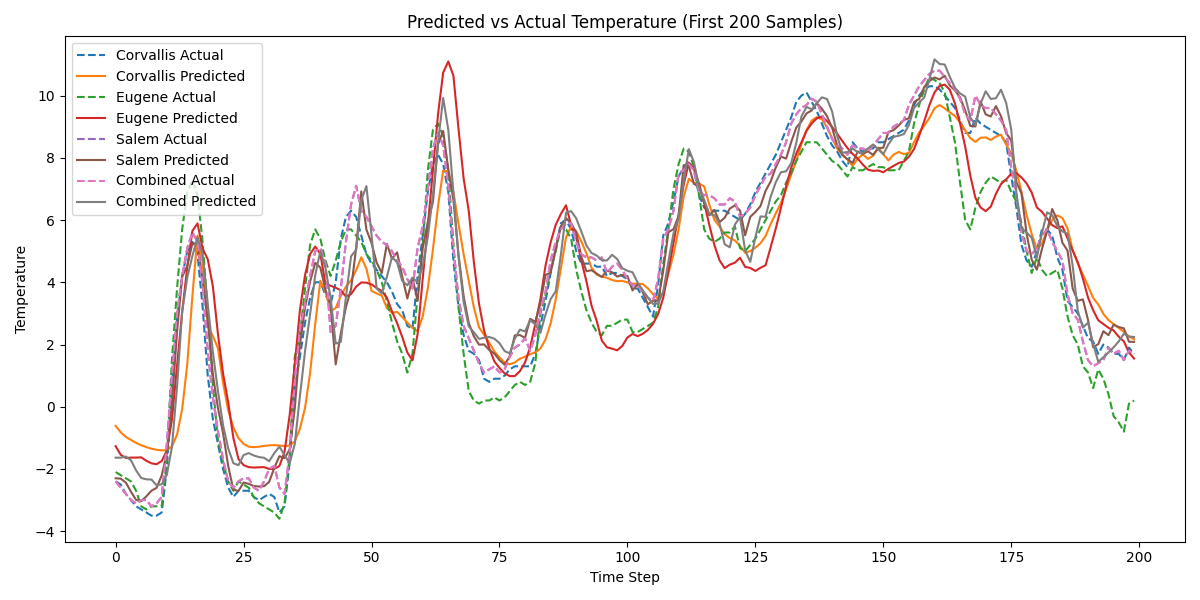 Predicted vs Actual Temperature (First 200 Samples)
Corvallis Actual
Corvallis Predicted
Eugene Actual
Eugene Predicted
Salem Actual
Salem Predicted
Combined Actual
Combined Predicted
Temperature
10
8
6
4
2
0
−2
−4
0 25 50 75 100 125 150 175 200
Time Step